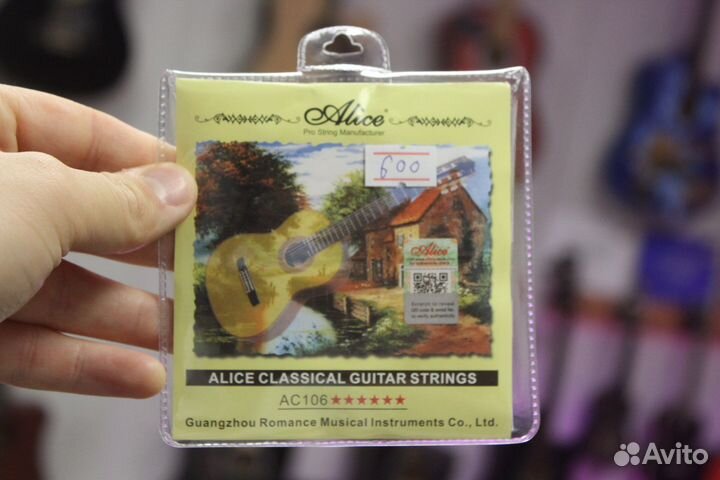 Alice®
Pro String Manufacturer
600
Alice
ALICE CLASSICAL GUITAR STRINGS
AC106★★★★★★
Guangzhou Romance Musical Instruments Co., Ltd.
Avito